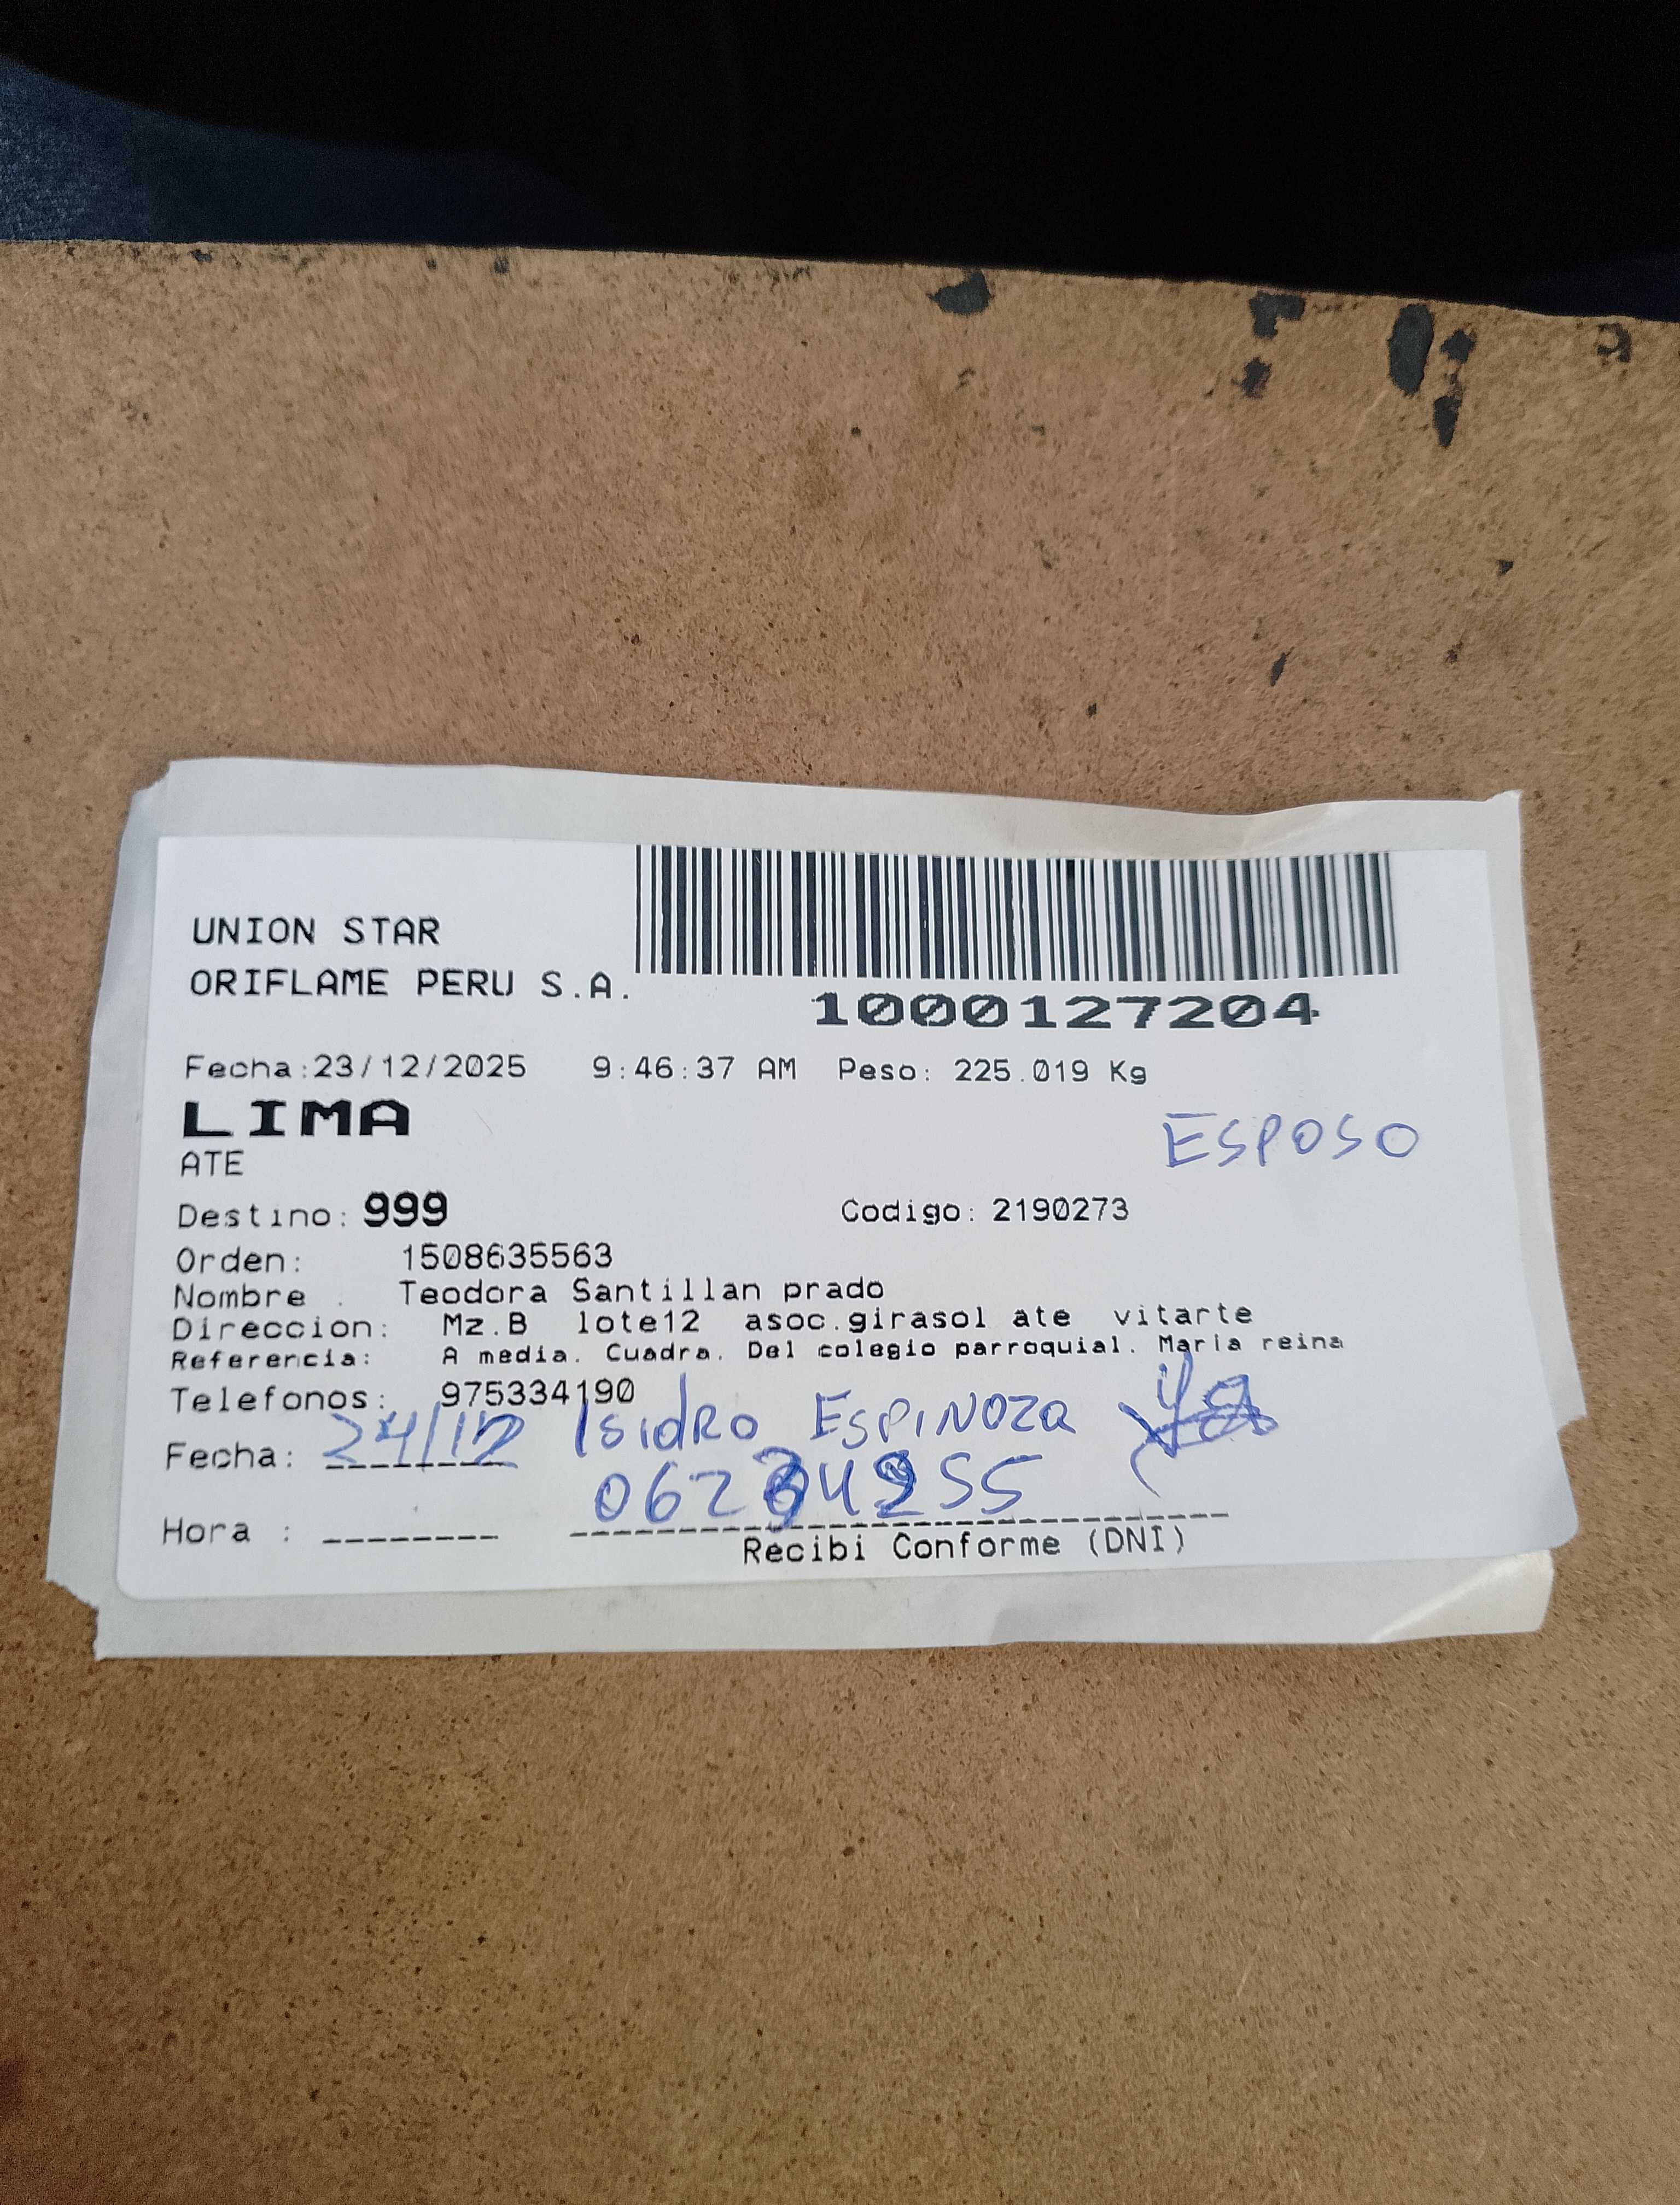 UNION STAR
ORIFLAME PERU S.A.
1000127204
Fecha:23/12/2025 9:46:37 AM Peso: 225.019 Kg
LIMA
ESPOSO
ATE
Destino: 999 Codigo: 2190273
Orden: 1508635563
Nombre . Teodora Santillan prado
Direccion: Mz.B lote12 asoc.girasol ate vitarte
Referencia: A media. Cuadra. Del colegio parroquial. Maria reina
Telefonos: 975334190
Fecha: 24/12 Isidro ESPINOZA
Hora :
Recibi Conforme (DNI)